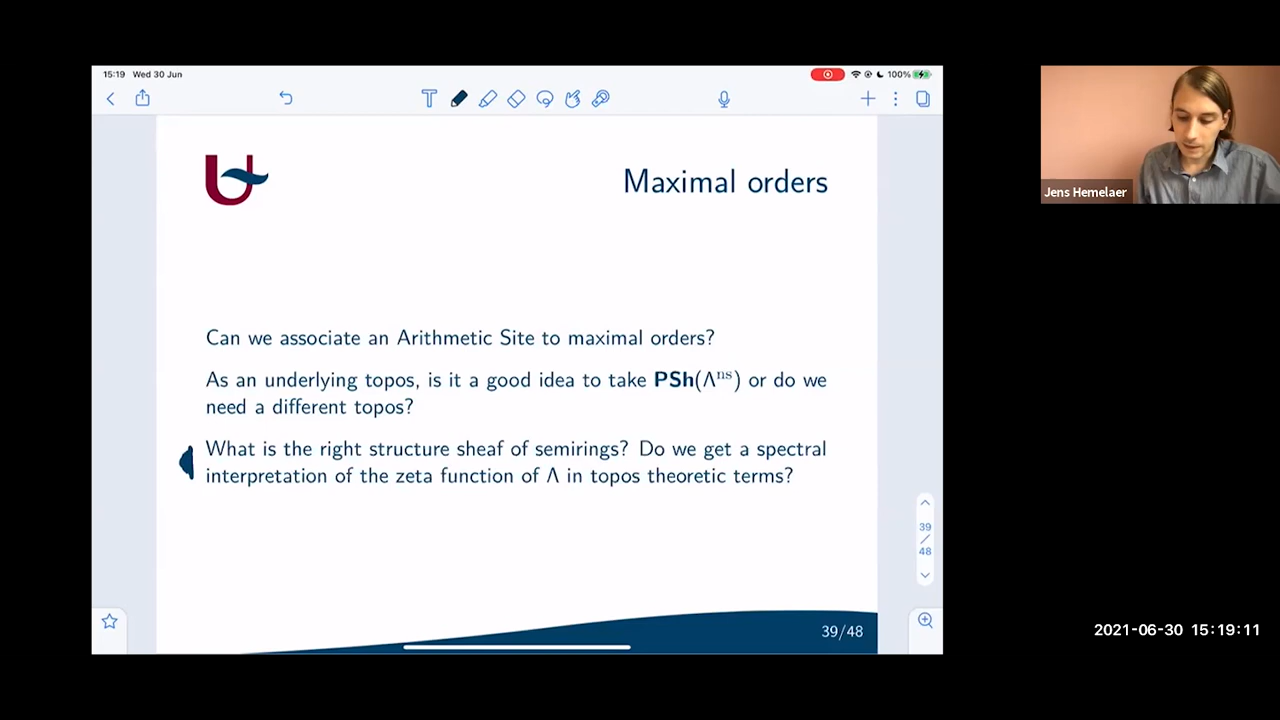 15:19 Wed 30 Jun
100%
Maximal orders
Jens Hemelaer
Can we associate an Arithmetic Site to maximal orders?
As an underlying topos, is it a good idea to take PSh(Λⁿˢ) or do we
need a different topos?
What is the right structure sheaf of semirings? Do we get a spectral
interpretation of the zeta function of Λ in topos theoretic terms?
39
/
48
39/48
2021-06-30 15:19:11